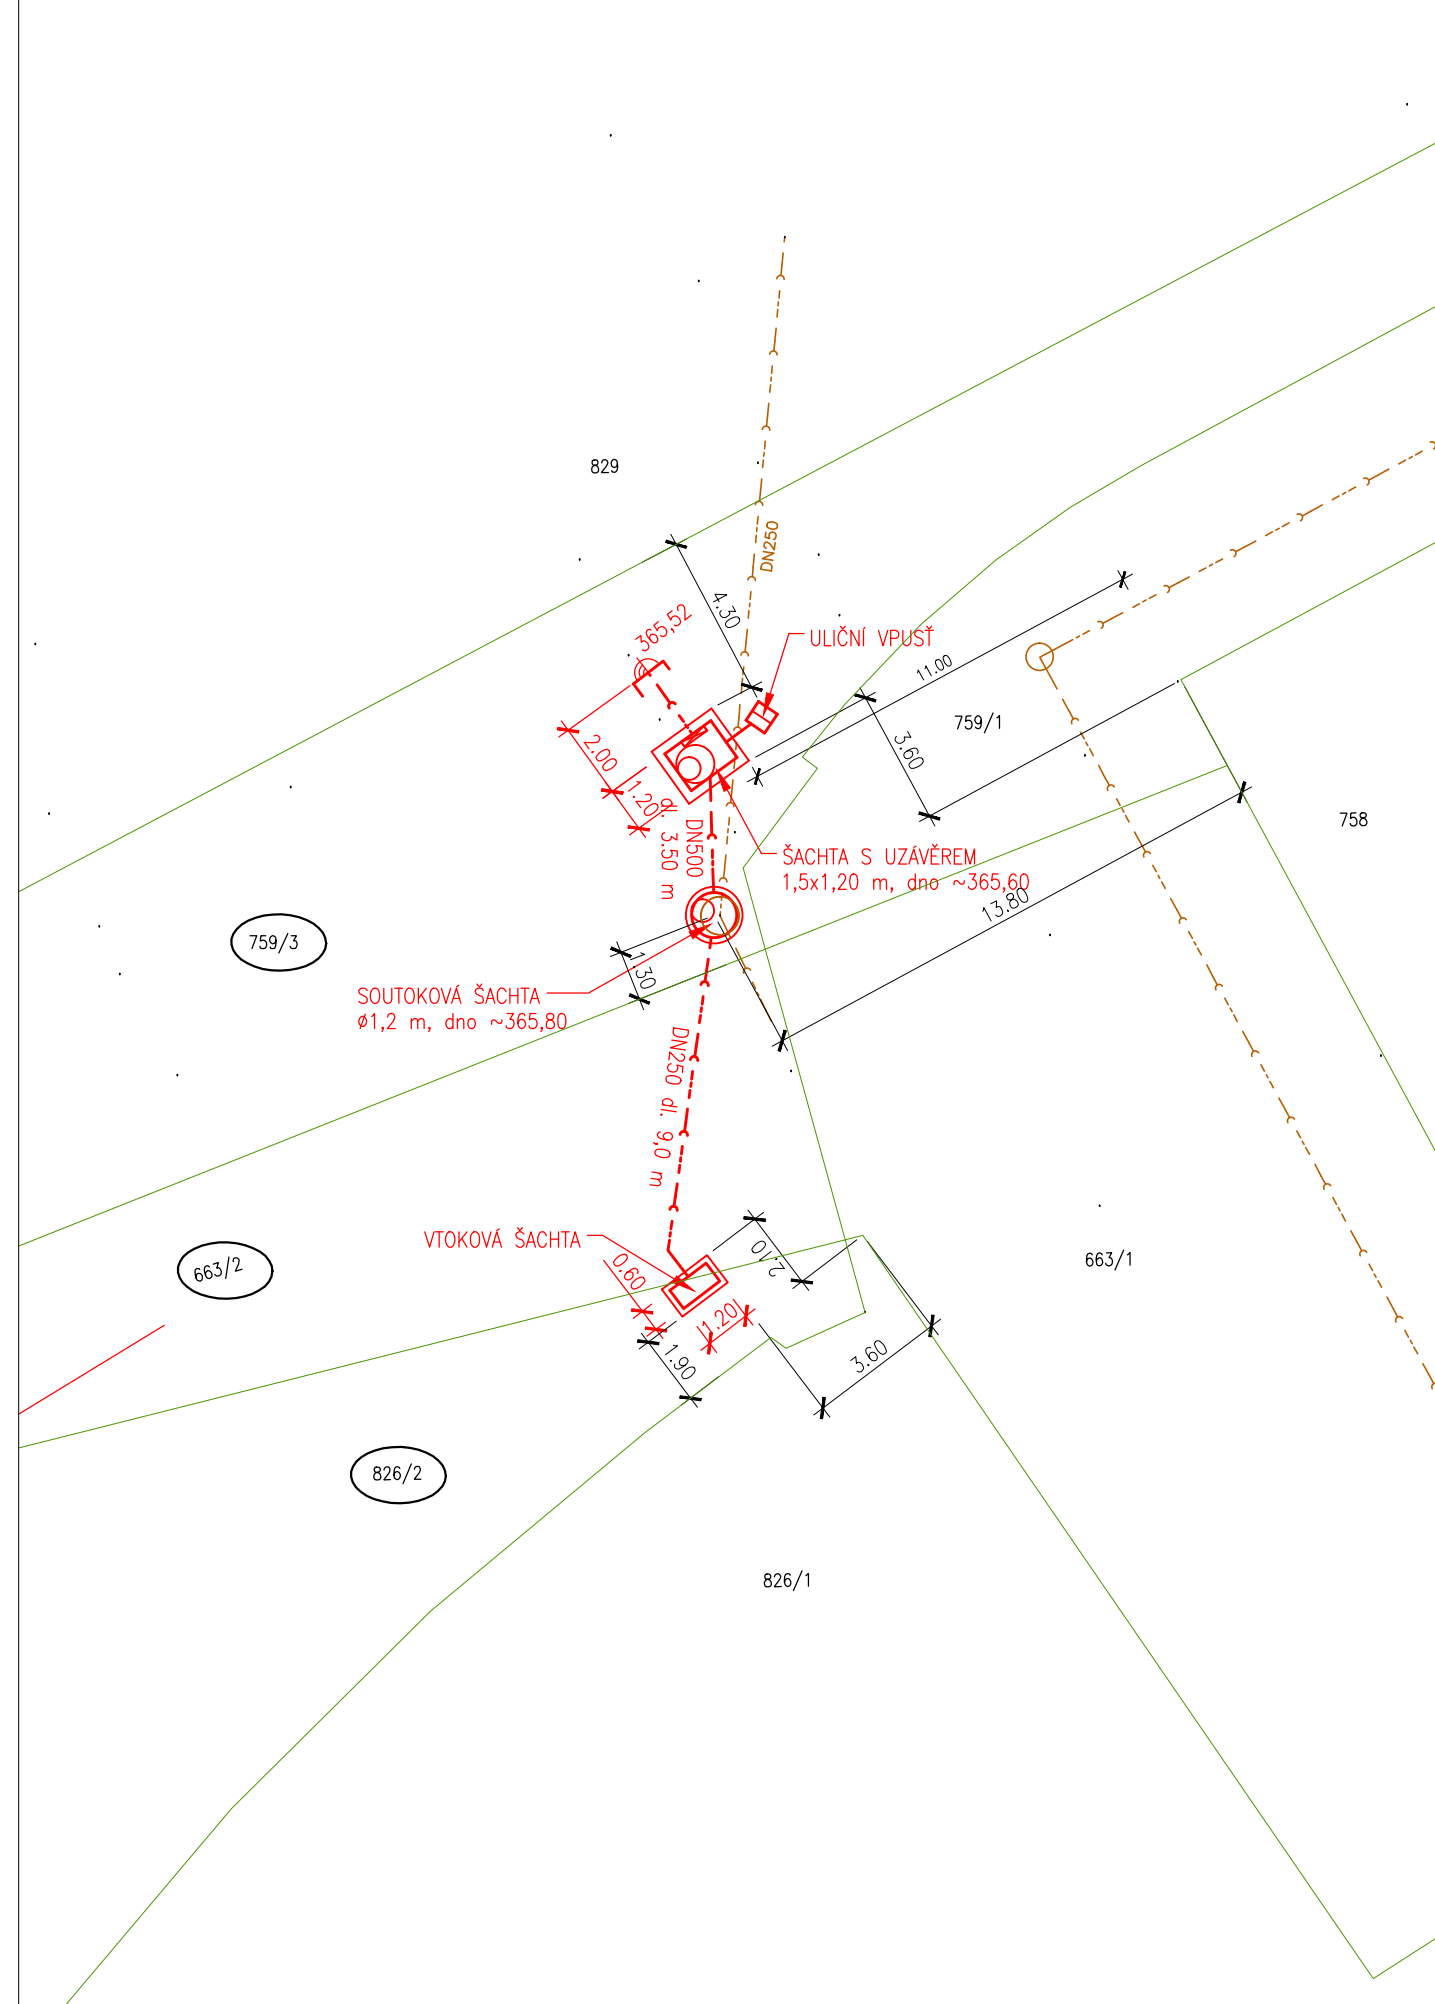 829
DN250
4.30
365,52
ULIČNÍ VPUSŤ
11.00
759/1
3.60
2.00
1.20
DN500
dl. 3.50 m
758
ŠACHTA S UZÁVĚREM
1,5x1,20 m, dno ~365,60
13.80
759/3
1.30
SOUTOKOVÁ ŠACHTA
Ø1,2 m, dno ~365,80
DN250 dl. 9,0 m
VTOKOVÁ ŠACHTA
2.10
663/1
663/2
0.60
1.20
1.90
3.60
826/2
826/1